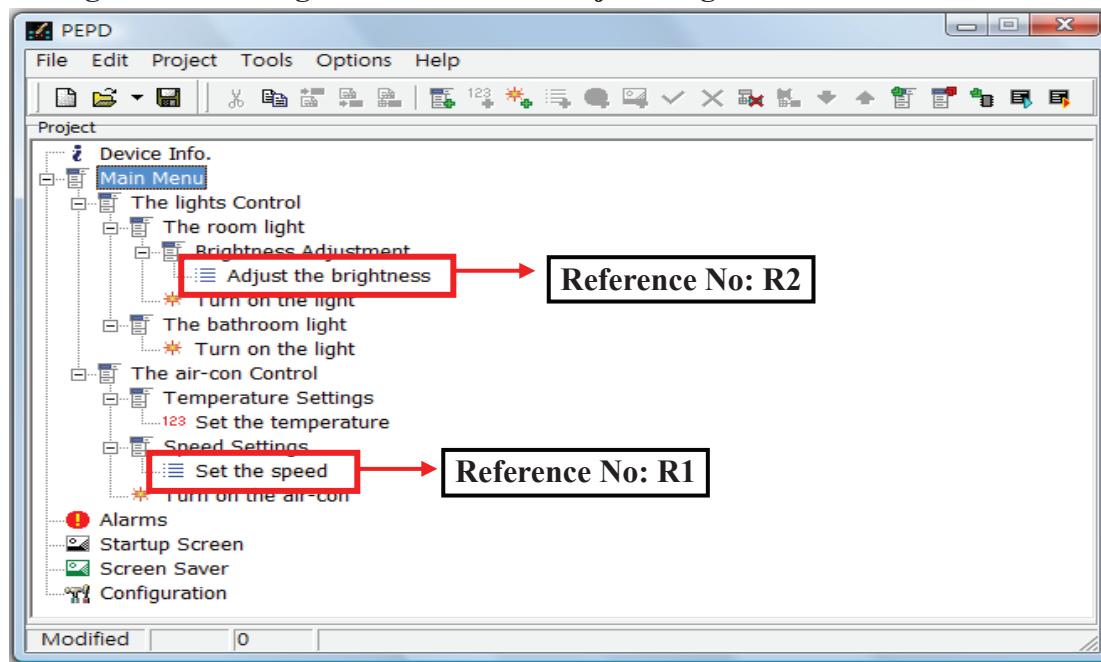 PEPD
File Edit Project Tools Options Help
123
Project
Device Info.
Main Menu
The lights Control
The room light
Brightness Adjustment
Adjust the brightness
Reference No: R2
Turn on the light
The bathroom light
Turn on the light
The air-con Control
Temperature Settings
123 Set the temperature
Speed Settings
Set the speed
Reference No: R1
Turn on the air-con
Alarms
Startup Screen
Screen Saver
Configuration
Modified 0